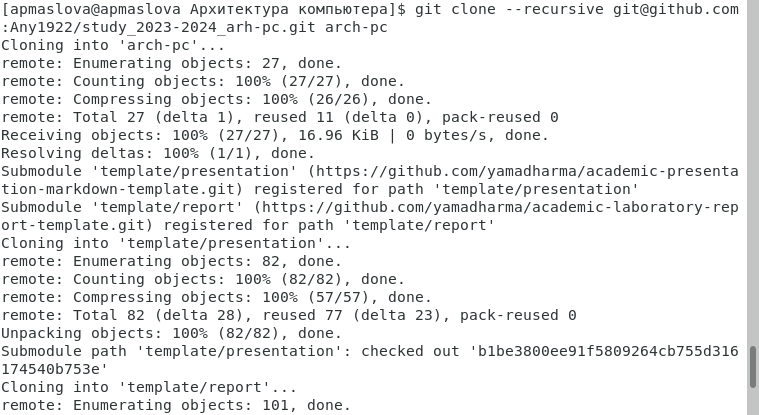 [apmaslova@apmaslova Архитектура компьютера]$ git clone --recursive git@github.com
:Any1922/study_2023-2024_arh-pc.git arch-pc
Cloning into 'arch-pc'...
remote: Enumerating objects: 27, done.
remote: Counting objects: 100% (27/27), done.
remote: Compressing objects: 100% (26/26), done.
remote: Total 27 (delta 1), reused 11 (delta 0), pack-reused 0
Receiving objects: 100% (27/27), 16.96 KiB | 0 bytes/s, done.
Resolving deltas: 100% (1/1), done.
Submodule 'template/presentation' (https://github.com/yamadharma/academic-presenta
tion-markdown-template.git) registered for path 'template/presentation'
Submodule 'template/report' (https://github.com/yamadharma/academic-laboratory-rep
ort-template.git) registered for path 'template/report'
Cloning into 'template/presentation'...
remote: Enumerating objects: 82, done.
remote: Counting objects: 100% (82/82), done.
remote: Compressing objects: 100% (57/57), done.
remote: Total 82 (delta 28), reused 77 (delta 23), pack-reused 0
Unpacking objects: 100% (82/82), done.
Submodule path 'template/presentation': checked out 'b1be3800ee91f5809264cb755d316
174540b753e'
Cloning into 'template/report'...
remote: Enumerating objects: 101, done.